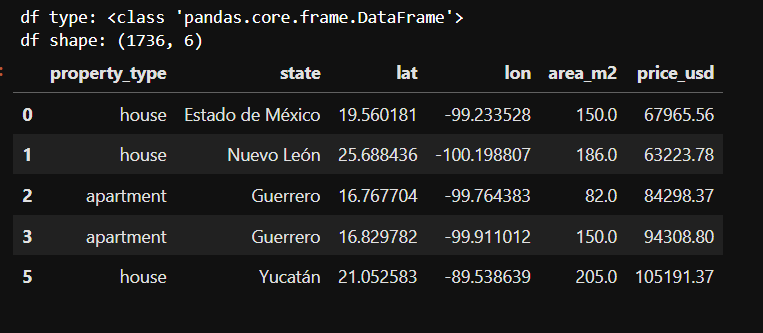 df type: <class 'pandas.core.frame.DataFrame'>
df shape: (1736, 6)
property_type state lat lon area_m2 price_usd
0 house Estado de México 19.560181 -99.233528 150.0 67965.56
1 house Nuevo León 25.688436 -100.198807 186.0 63223.78
2 apartment Guerrero 16.767704 -99.764383 82.0 84298.37
3 apartment Guerrero 16.829782 -99.911012 150.0 94308.80
5 house Yucatán 21.052583 -89.538639 205.0 105191.37